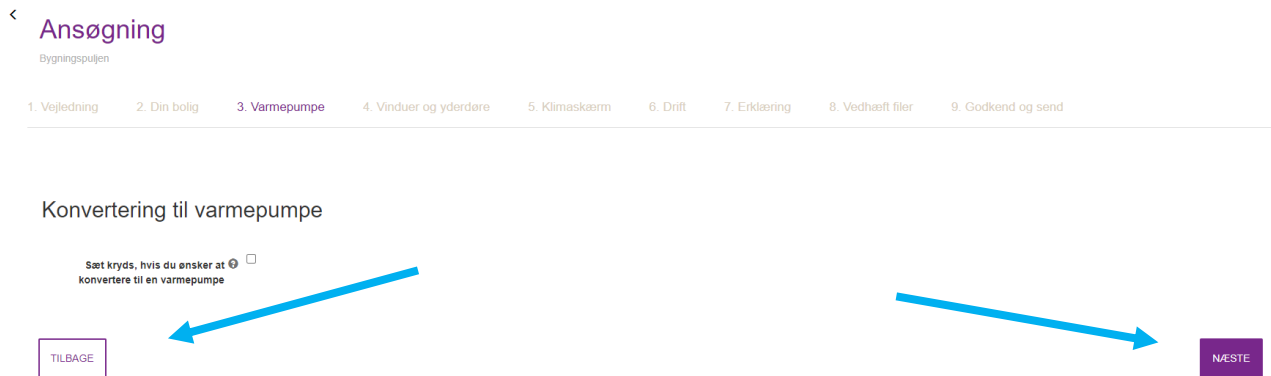 Ansøgning
Bygningspuljen
1. Vejledning 2. Din bolig 3. Varmepumpe 4. Vinduer og yderdøre 5. Klimaskærm 6. Drift 7. Erklæring 8. Vedhæft filer 9. Godkend og send
Konvertering til varmepumpe
Sæt kryds, hvis du ønsker at
konvertere til en varmepumpe
TILBAGE NÆSTE